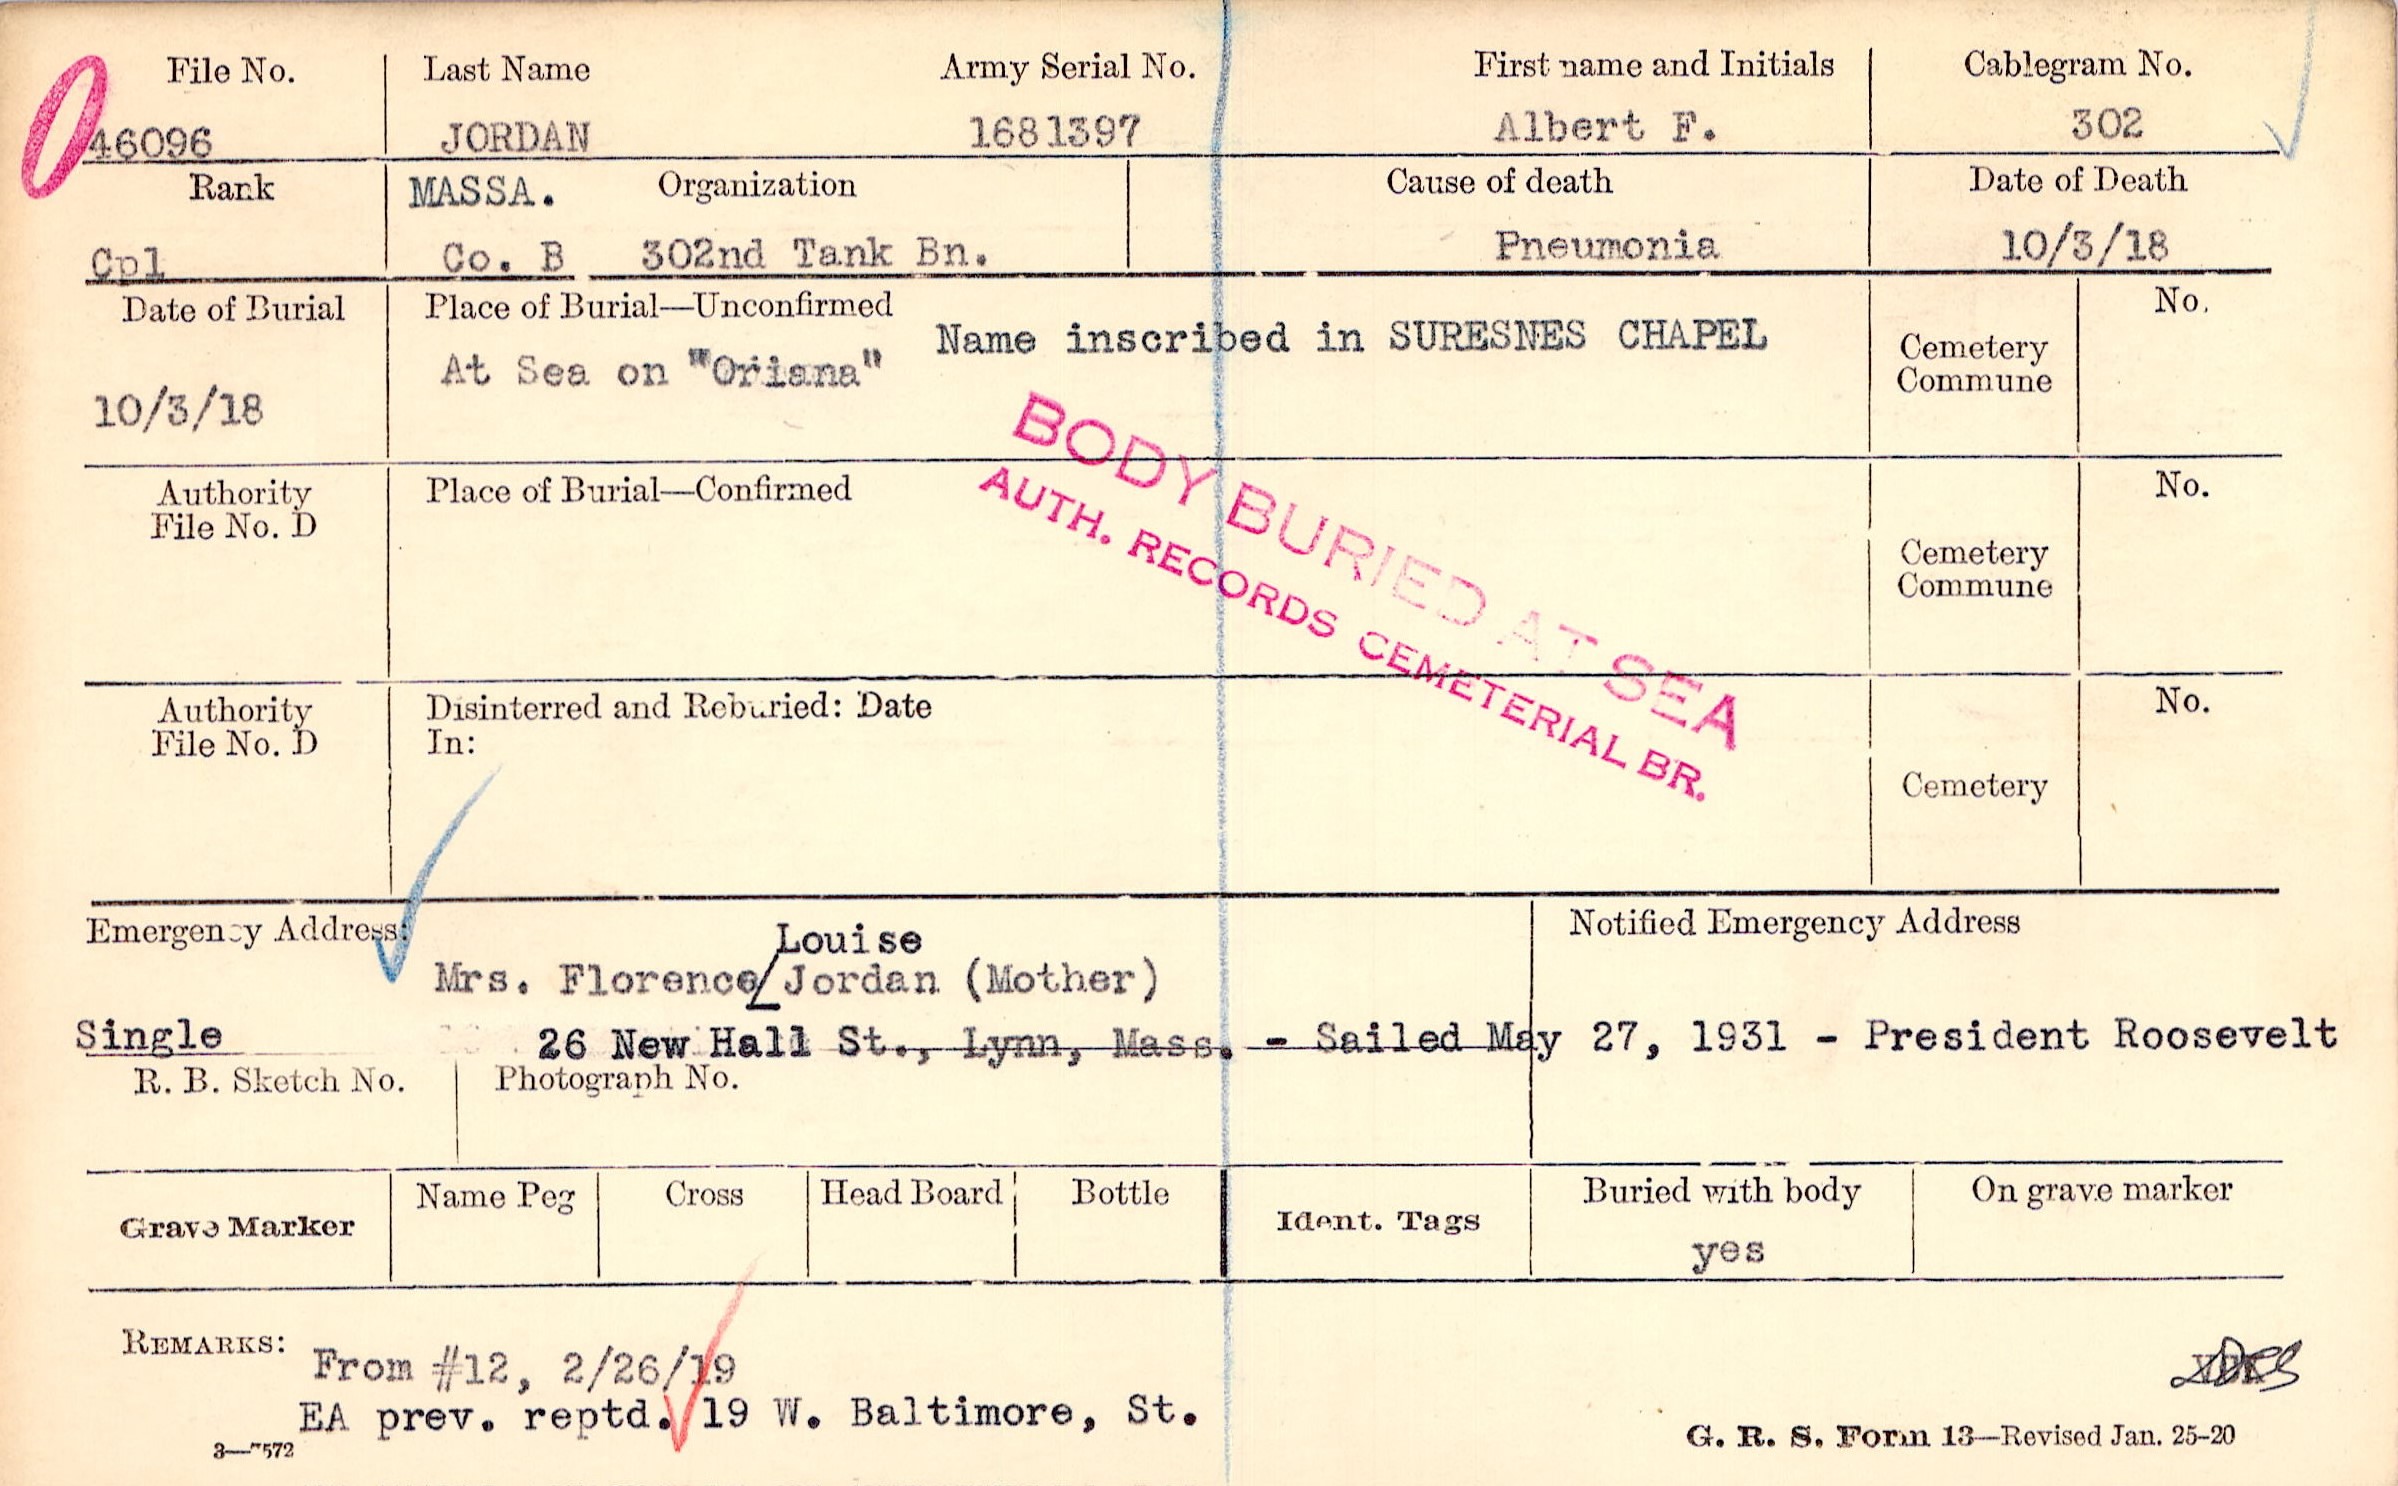 File No. Last Name Army Serial No. First name and Initials Cablegram No.
46096 JORDAN 1681397 Albert F. 302
Rank MASSA. Organization Cause of death Date of Death
Cpl Co. B 302nd Tank Bn. Pneumonia 10/3/18
Date of Burial Place of Burial—Unconfirmed No.
Name inscribed in SURESNES CHAPEL
At Sea on "Oriana" Cemetery
Commune
10/3/18
BODY BURIED AT SEA
AUTH. RECORDS CEMETERIAL BR.
Authority Place of Burial—Confirmed No.
File No. D
Cemetery
Commune
Authority Disinterred and Reburied: Date No.
File No. D In:
Cemetery
Emergency Address: Notified Emergency Address
Louise
Mrs. Florence/Jordan (Mother)
Single 26 New Hall St., Lynn, Mass. - Sailed May 27, 1931 - President Roosevelt
R. B. Sketch No. Photograph No.
Grave Marker Name Peg Cross Head Board Bottle Ident. Tags Buried with body On grave marker
yes
REMARKS: From #12, 2/26/19
EA prev. reptd. 19 W. Baltimore, St.
3—7572 G. R. S. Form 13—Revised Jan. 25-20